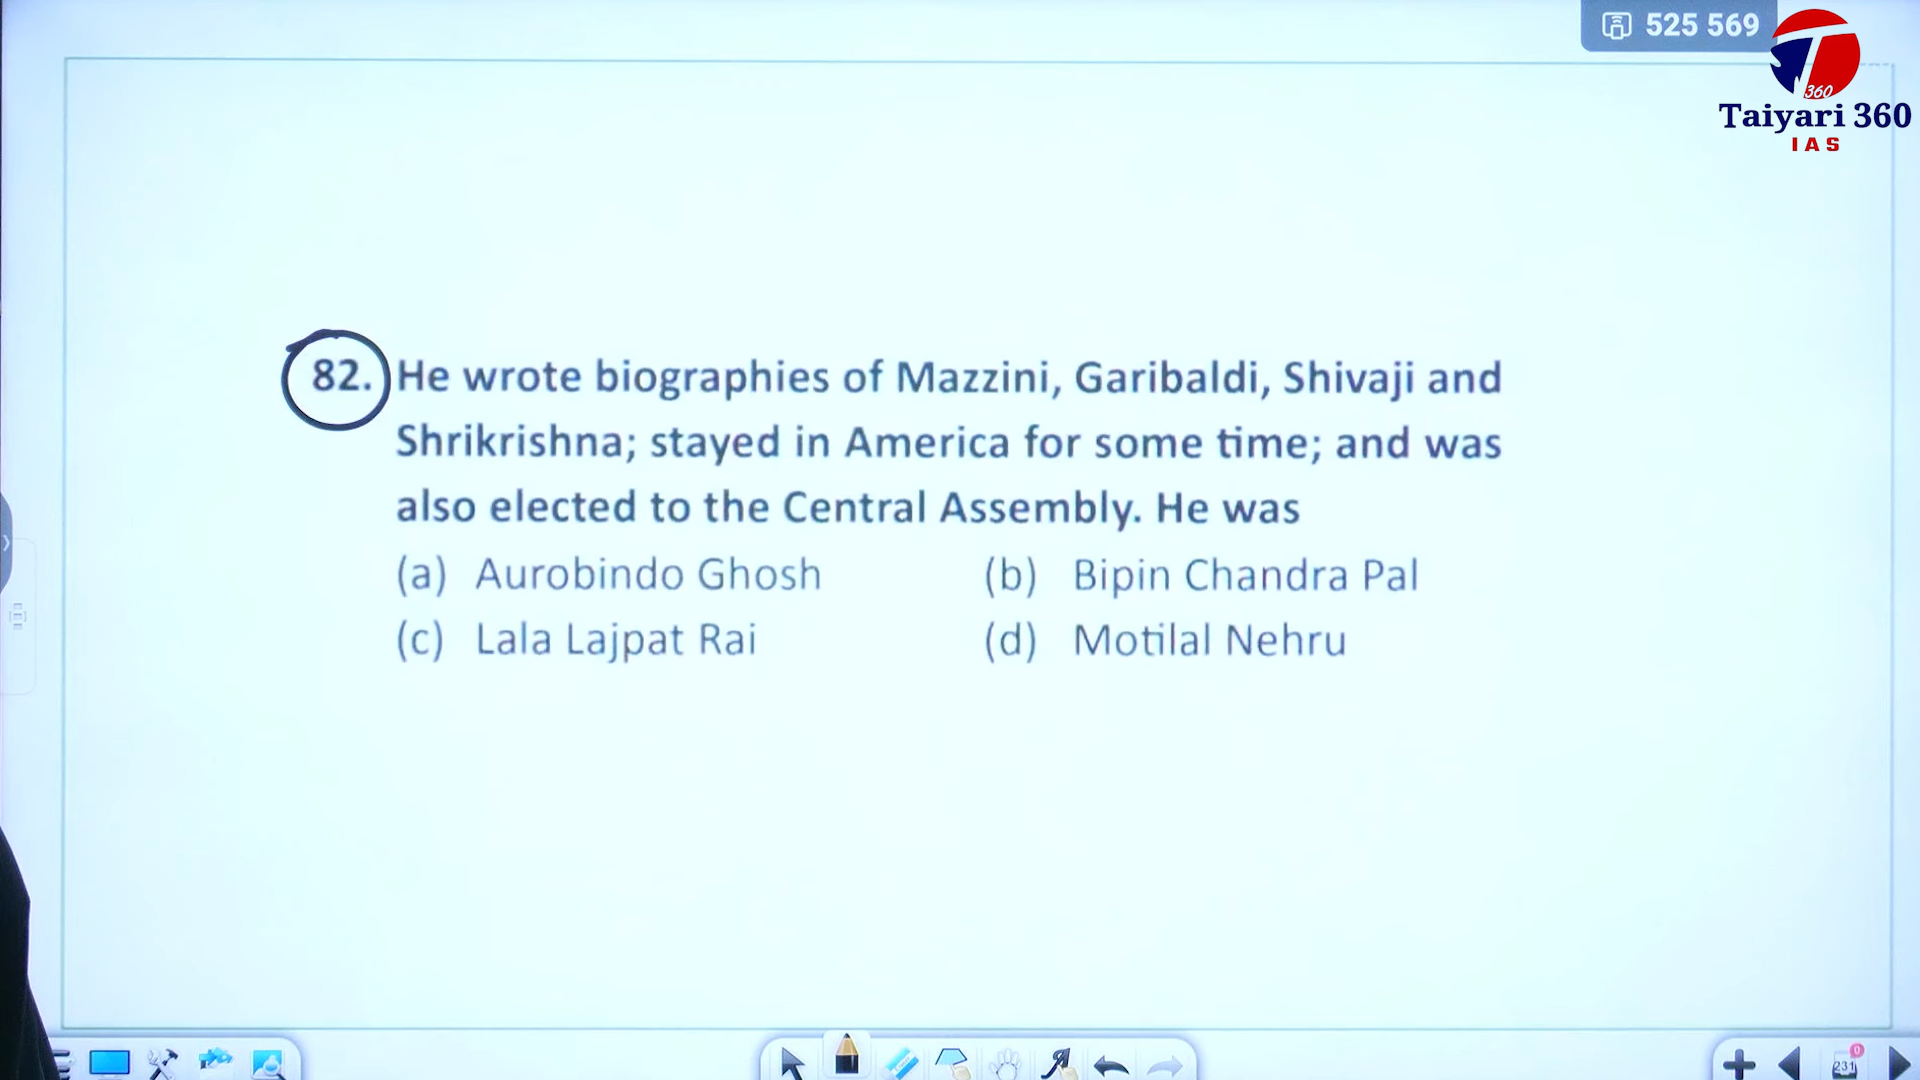 525 569
360
Taiyari 360
IAS
82. He wrote biographies of Mazzini, Garibaldi, Shivaji and
Shrikrishna; stayed in America for some time; and was
also elected to the Central Assembly. He was
(a) Aurobindo Ghosh (b) Bipin Chandra Pal
(c) Lala Lajpat Rai (d) Motilal Nehru
0
231